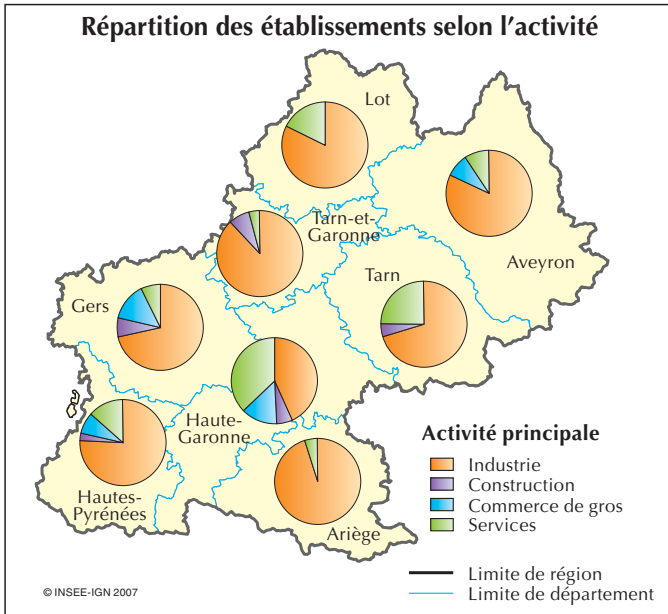 Répartition des établissements selon l'activité
Lot
Tarn-et-
Garonne
Aveyron
Tarn
Gers
Haute-
Garonne
Hautes-
Pyrénées
Ariège
Activité principale
Industrie
Construction
Commerce de gros
Services
Limite de région
Limite de département
© INSEE-IGN 2007